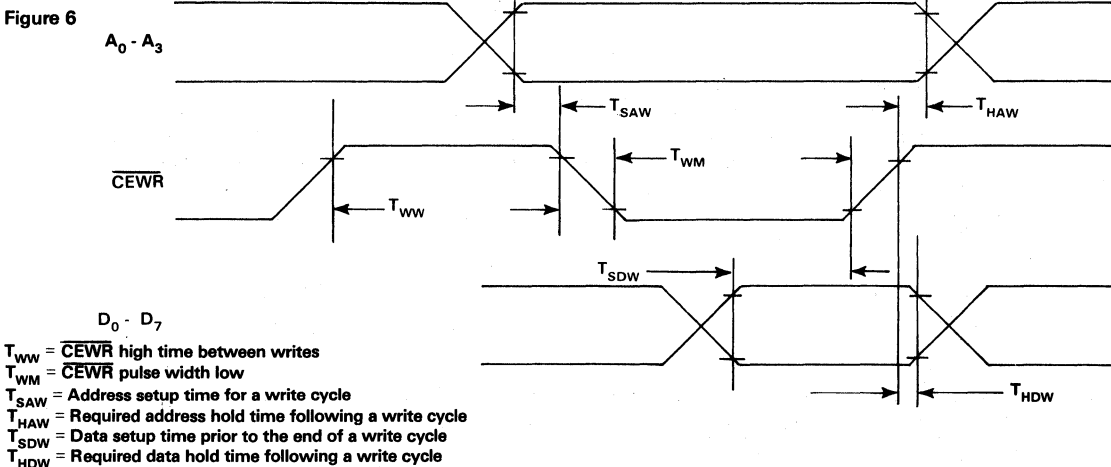 Figure 6
A0 - A3
TSAW
THAW
CEWR
TWM
TWW
TSDW
D0 - D7
THDW
TWW = CEWR high time between writes
TWM = CEWR pulse width low
TSAW = Address setup time for a write cycle
THAW = Required address hold time following a write cycle
TSDW = Data setup time prior to the end of a write cycle
THDW = Required data hold time following a write cycle